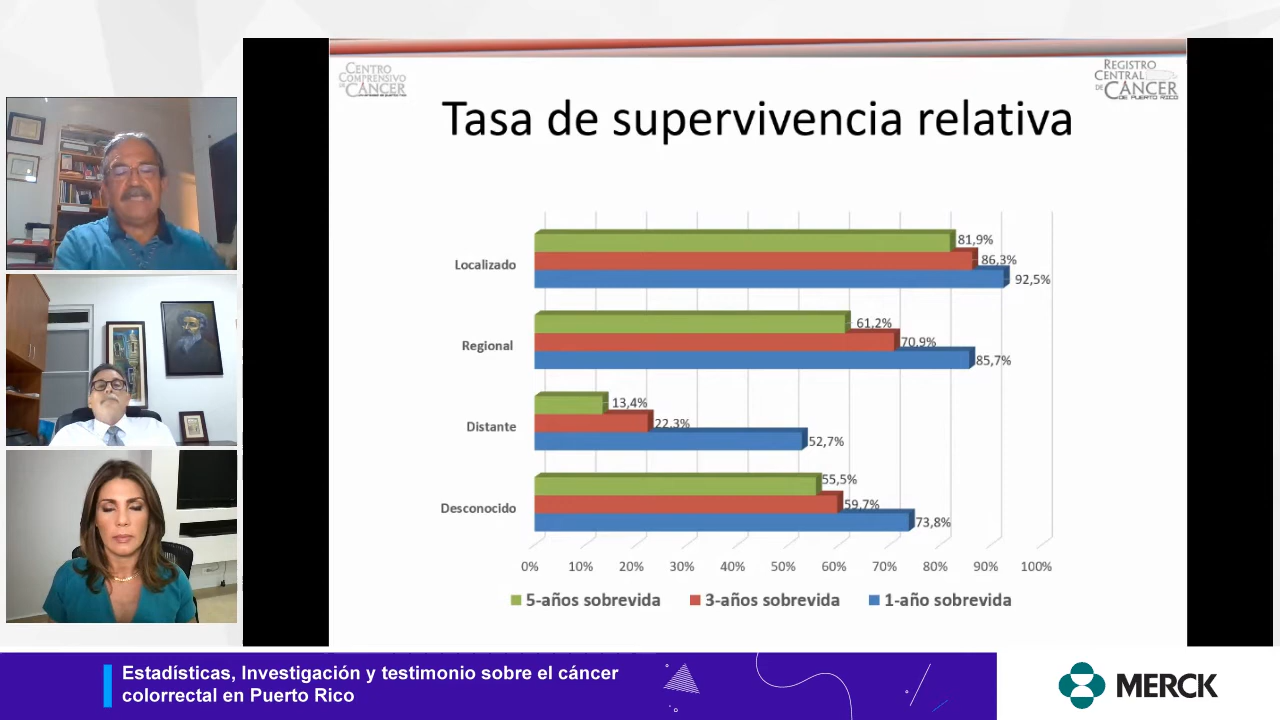 CENTRO
COMPRENSIVO
DE CÁNCER
REGISTRO
CENTRAL
DE CÁNCER
DE PUERTO RICO
Tasa de supervivencia relativa
Localizado
81,9%
86,3%
92,5%
Regional
61,2%
70,9%
85,7%
Distante
13,4%
22,3%
52,7%
Desconocido
55,5%
59,7%
73,8%
0% 10% 20% 30% 40% 50% 60% 70% 80% 90% 100%
5-años sobrevida 3-años sobrevida 1-año sobrevida
Estadísticas, Investigación y testimonio sobre el cáncer
colorrectal en Puerto Rico
MERCK